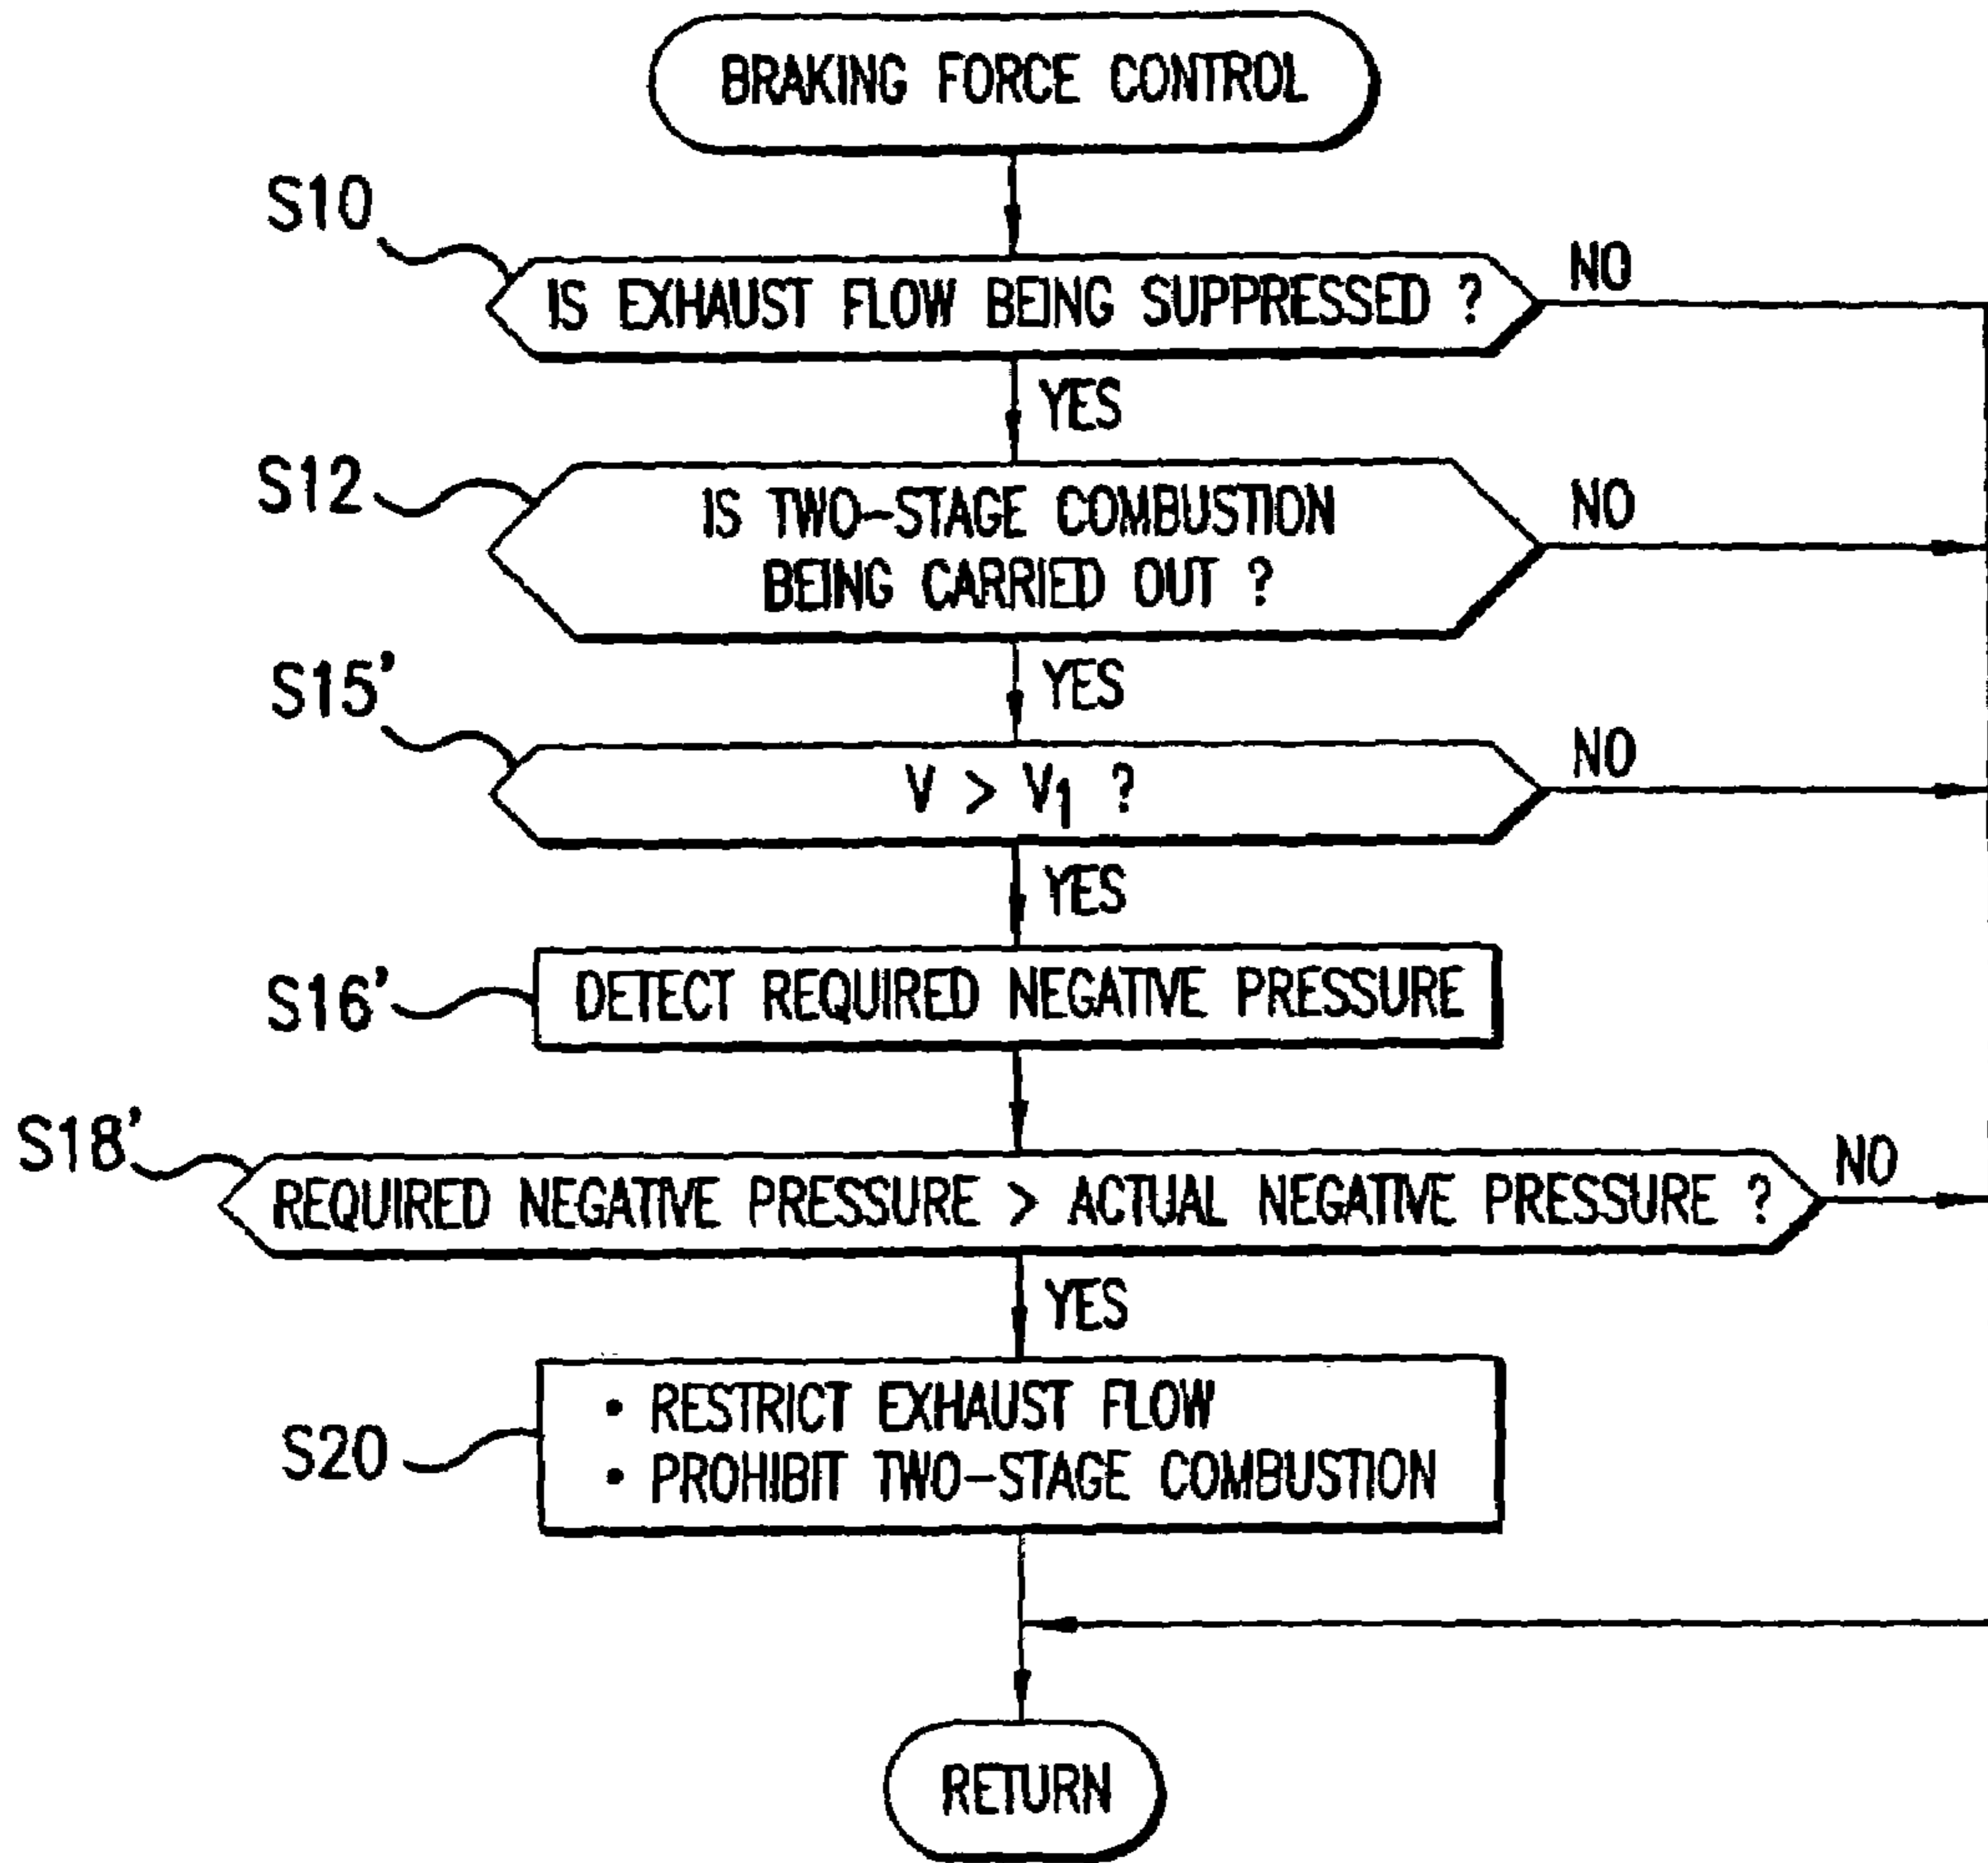 BRAKING FORCE CONTROL
S10
IS EXHAUST FLOW BEING SUPPRESSED ?
NO
YES
S12
IS TWO-STAGE COMBUSTION
BEING CARRIED OUT ?
NO
YES
S15'
V > V1 ?
NO
YES
S16'
DETECT REQUIRED NEGATIVE PRESSURE
S18'
REQUIRED NEGATIVE PRESSURE > ACTUAL NEGATIVE PRESSURE ?
NO
YES
S20
• RESTRICT EXHAUST FLOW
• PROHIBIT TWO-STAGE COMBUSTION
RETURN